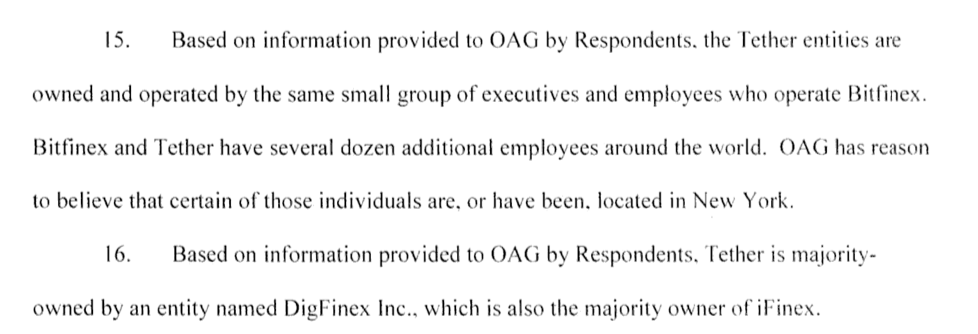 15. Based on information provided to OAG by Respondents, the Tether entities are
owned and operated by the same small group of executives and employees who operate Bitfinex.
Bitfinex and Tether have several dozen additional employees around the world. OAG has reason
to believe that certain of those individuals are, or have been, located in New York.
16. Based on information provided to OAG by Respondents, Tether is majority-
owned by an entity named DigFinex Inc., which is also the majority owner of iFinex.